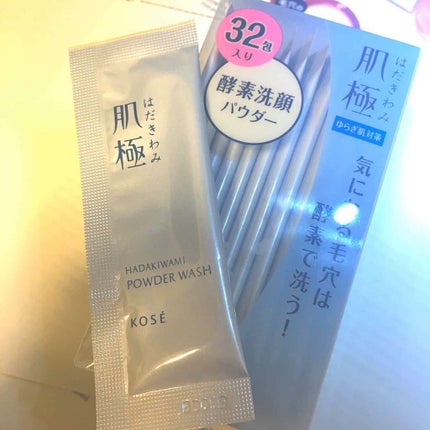 はだきわみ
肌極
HADAKIWAMI
POWDER WASH
KOSÉ
32包
入り
酵素洗顔
パウダー
はだきわみ
肌極
ゆらぎ肌対策
気になる毛穴は
酵素で洗う！